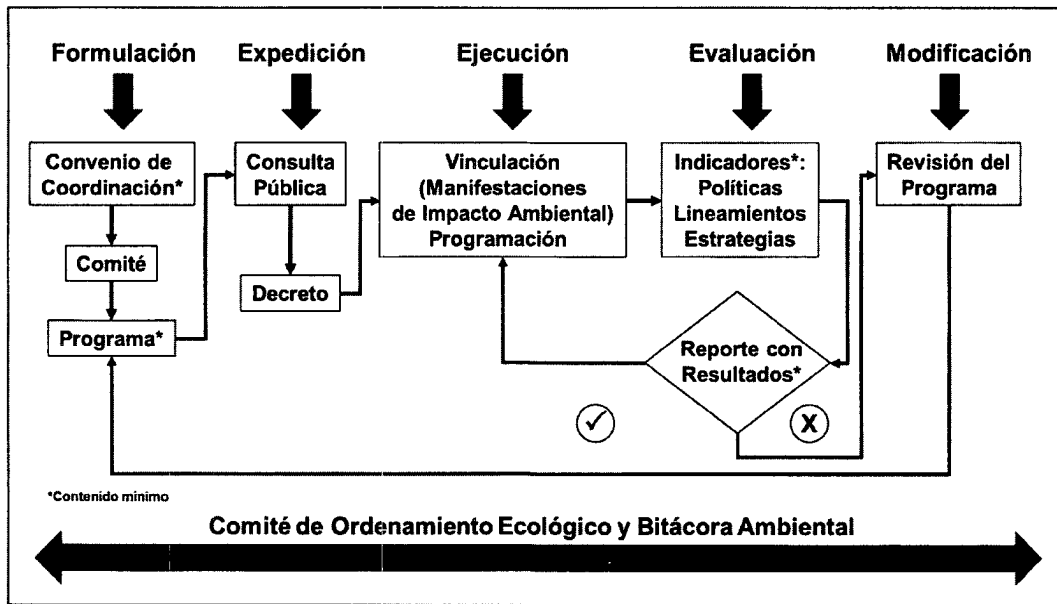 Formulación
Expedición
Ejecución
Evaluación
Modificación
Convenio de
Coordinación*
Comité
Programa*
Consulta
Pública
Decreto
Vinculación
(Manifestaciones
de Impacto Ambiental)
Programación
Indicadores*:
Políticas
Lineamientos
Estrategias
Reporte con
Resultados*
✓
X
Revisión del
Programa
*Contenido mínimo
Comité de Ordenamiento Ecológico y Bitácora Ambiental